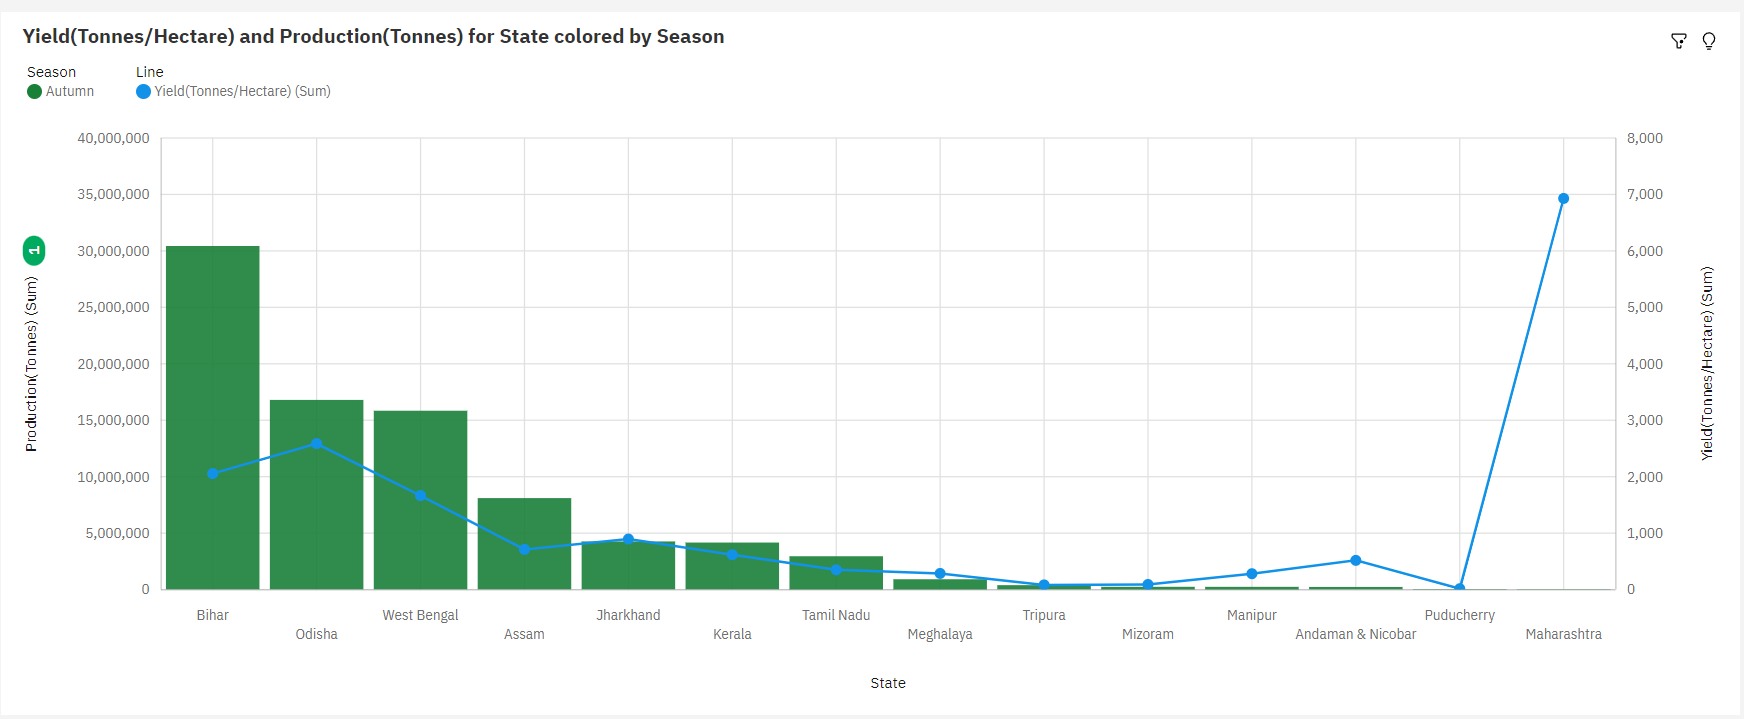 Yield(Tonnes/Hectare) and Production(Tonnes) for State colored by Season
Season
Line
Autumn
Yield(Tonnes/Hectare) (Sum)
40,000,000
35,000,000
30,000,000
25,000,000
20,000,000
15,000,000
10,000,000
5,000,000
0
1
Production(Tonnes) (Sum)
8,000
7,000
6,000
5,000
4,000
3,000
2,000
1,000
0
Yield(Tonnes/Hectare) (Sum)
Bihar
Odisha
West Bengal
Assam
Jharkhand
Kerala
Tamil Nadu
Meghalaya
Tripura
Mizoram
Manipur
Andaman & Nicobar
Puducherry
Maharashtra
State